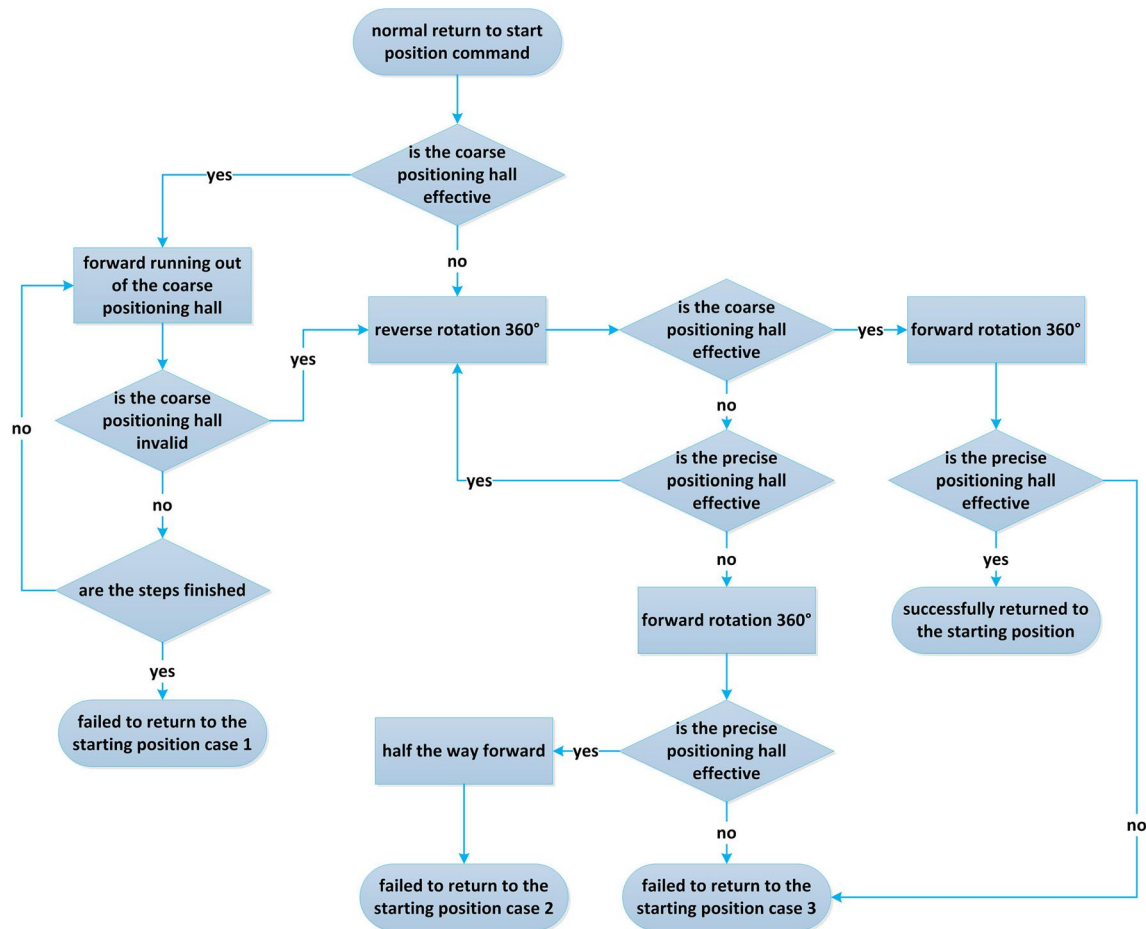 normal return to start
position command
is the coarse
positioning hall
effective
yes
no
forward running out
of the coarse
positioning hall
reverse rotation 360°
is the coarse
positioning hall
effective
yes
forward rotation 360°
yes
no
is the coarse
positioning hall
invalid
no
is the precise
positioning hall
effective
yes
is the precise
positioning hall
effective
no
no
yes
are the steps finished
forward rotation 360°
successfully returned to
the starting position
yes
failed to return to the
starting position case 1
half the way forward
yes
is the precise
positioning hall
effective
no
no
failed to return to the
starting position case 2
failed to return to the
starting position case 3